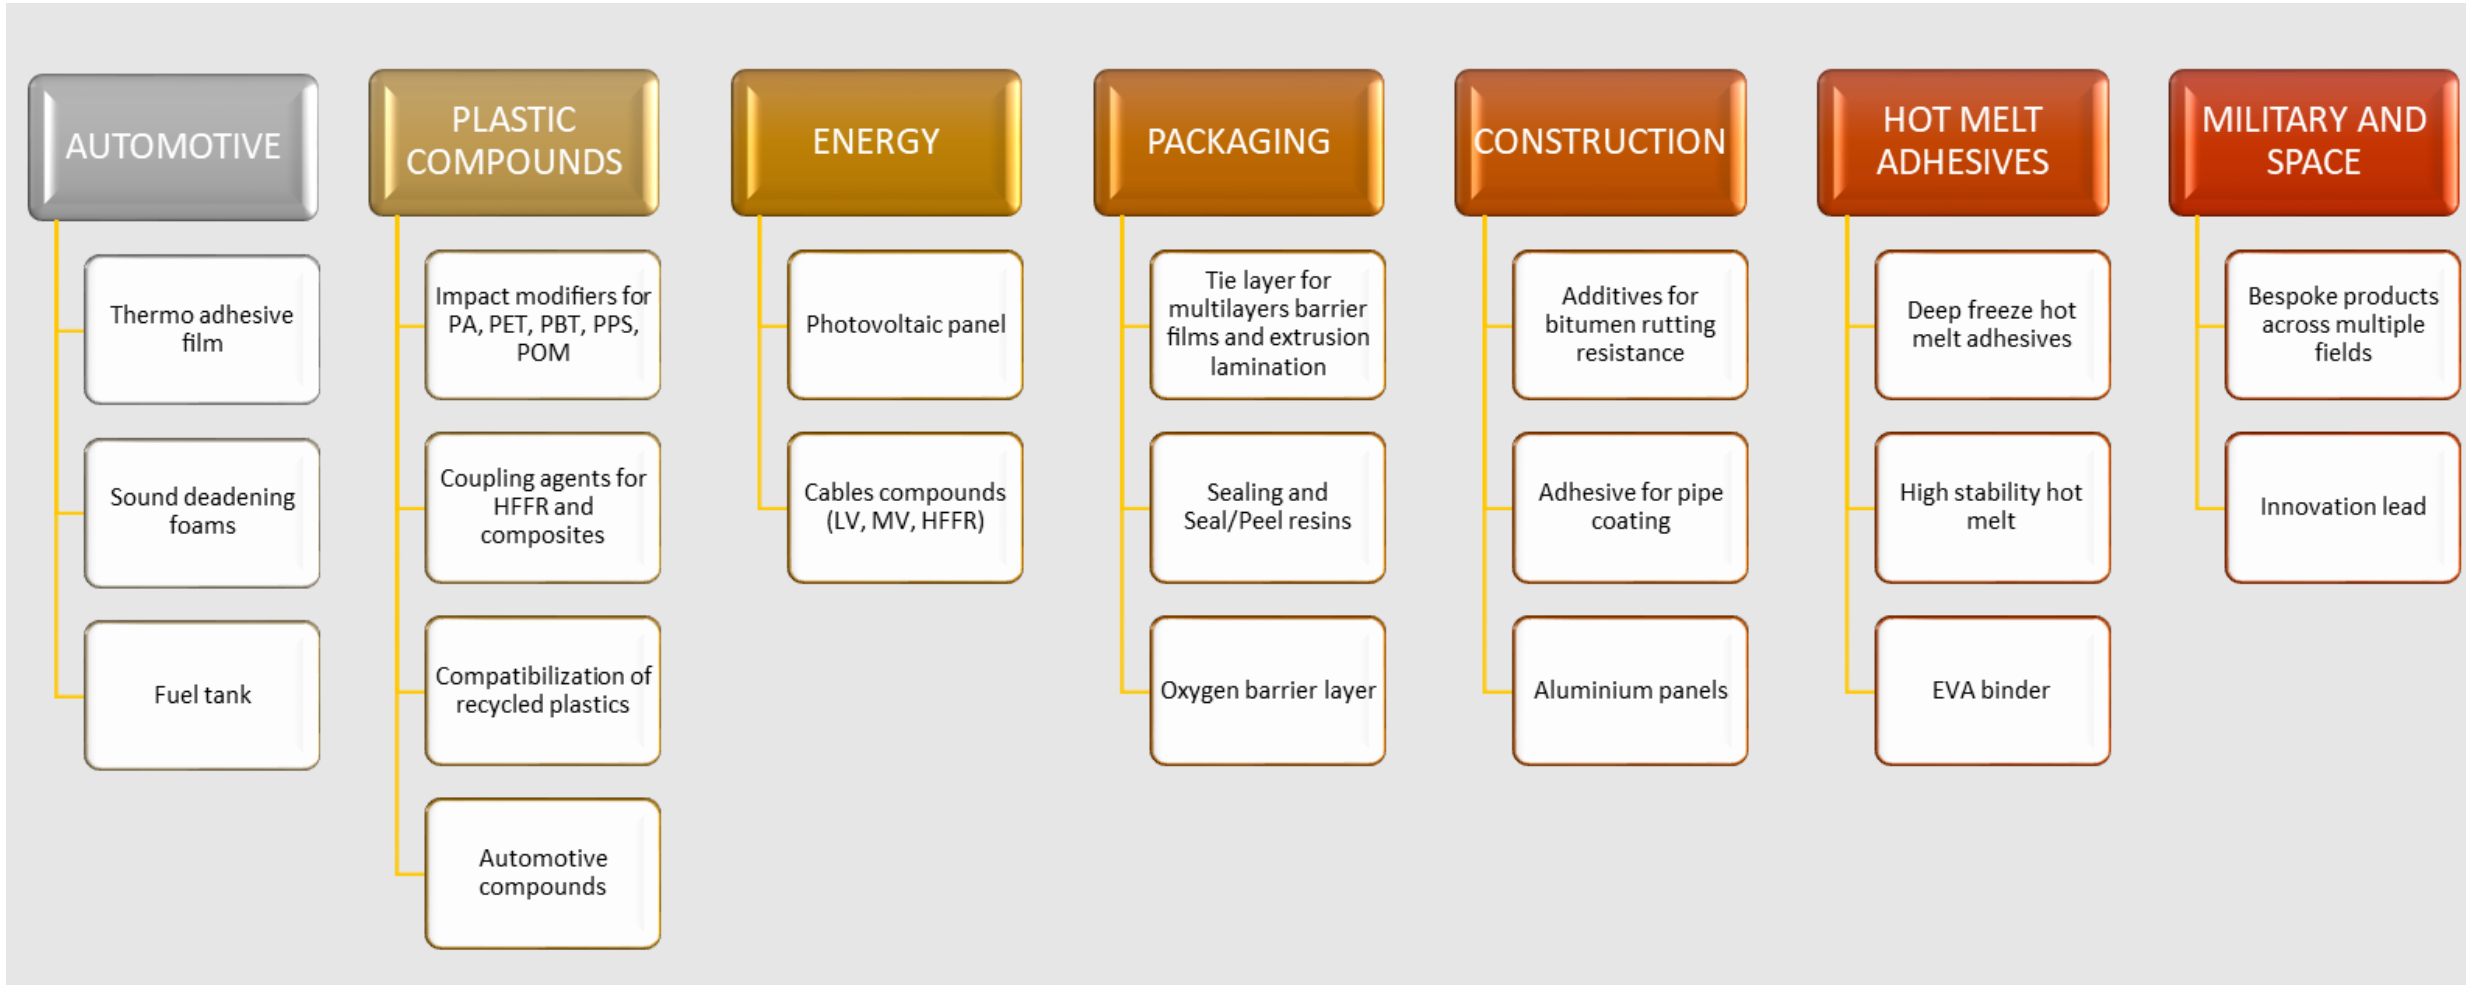 AUTOMOTIVE
Thermo adhesive
film
Sound deadening
foams
Fuel tank
PLASTIC
COMPOUNDS
Impact modifiers for
PA, PET, PBT, PPS,
POM
Coupling agents for
HFFR and
composites
Compatibilization of
recycled plastics
Automotive
compounds
ENERGY
Photovoltaic panel
Cables compounds
(LV, MV, HFFR)
PACKAGING
Tie layer for
multilayers barrier
films and extrusion
lamination
Sealing and
Seal/Peel resins
Oxygen barrier layer
CONSTRUCTION
Additives for
bitumen rutting
resistance
Adhesive for pipe
coating
Aluminium panels
HOT MELT
ADHESIVES
Deep freeze hot
melt adhesives
High stability hot
melt
EVA binder
MILITARY AND
SPACE
Bespoke products
across multiple
fields
Innovation lead